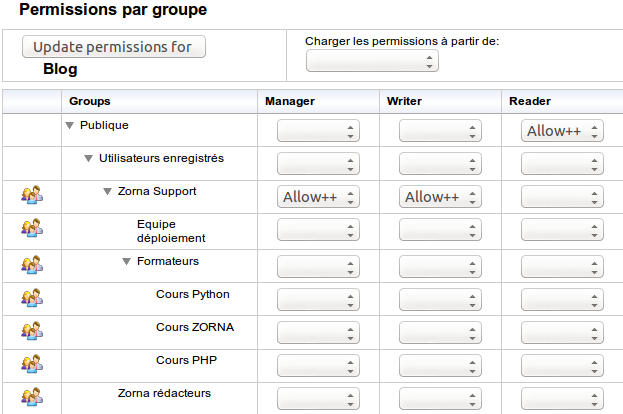 Permissions par groupe
Update permissions for
Blog
Charger les permissions à partir de:
Groups Manager Writer Reader
Publique Allow++
Utilisateurs enregistrés
Zorna Support Allow++ Allow++
Equipe
déploiement
Formateurs
Cours Python
Cours ZORNA
Cours PHP
Zorna rédacteurs